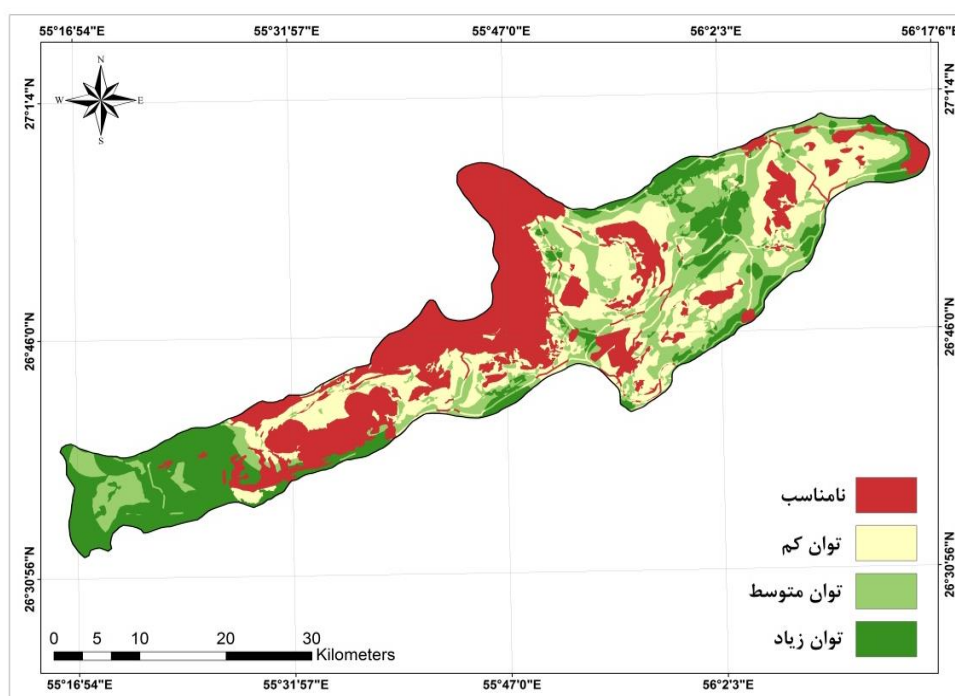 55°16'54"E 55°31'57"E 55°47'0"E 56°2'3"E 56°17'6"E
27°1'4"N 27°1'4"N
N
W E
S
26°46'0"N 26°46'0"N
26°30'56"N 26°30'56"N
نامناسب
توان کم
توان متوسط
توان زیاد
0 5 10 20 30
Kilometers
55°16'54"E 55°31'57"E 55°47'0"E 56°2'3"E